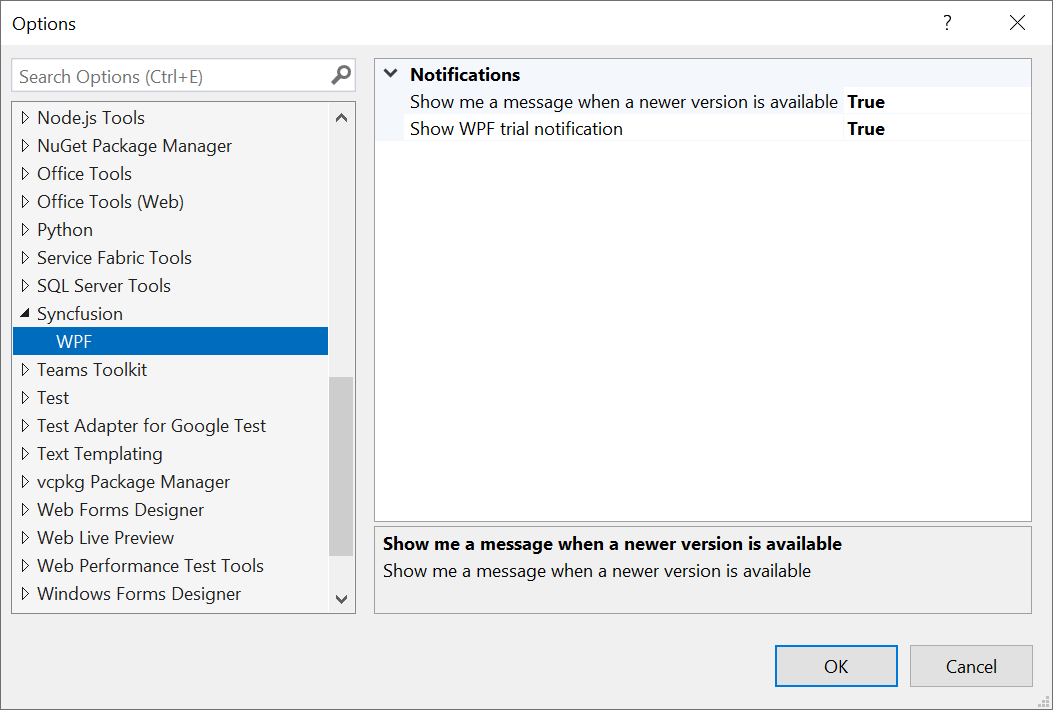 Options
?
Search Options (Ctrl+E)
Node.js Tools
NuGet Package Manager
Office Tools
Office Tools (Web)
Python
Service Fabric Tools
SQL Server Tools
Syncfusion
WPF
Teams Toolkit
Test
Test Adapter for Google Test
Text Templating
vcpkg Package Manager
Web Forms Designer
Web Live Preview
Web Performance Test Tools
Windows Forms Designer
Notifications
Show me a message when a newer version is available True
Show WPF trial notification True
Show me a message when a newer version is available
Show me a message when a newer version is available
OK Cancel